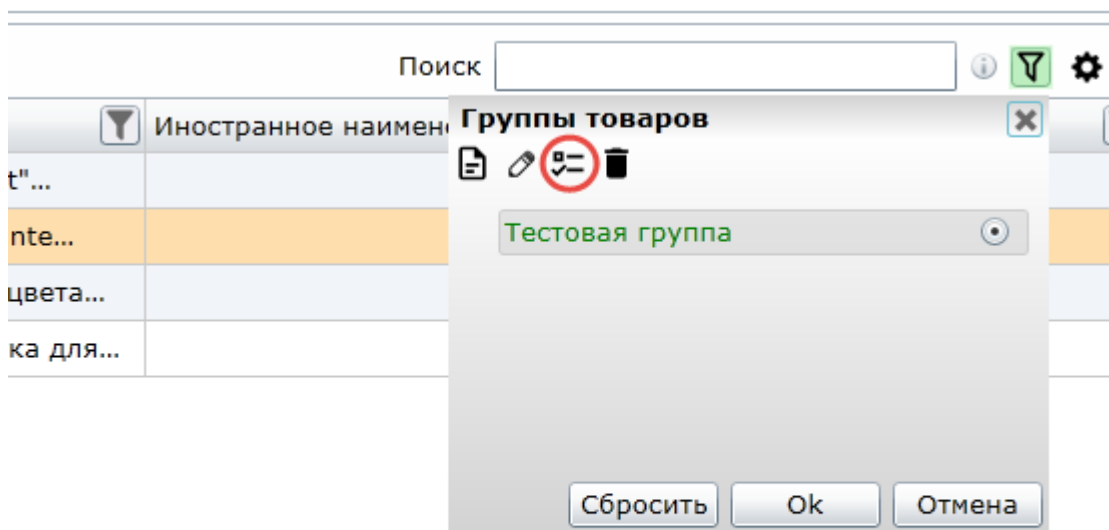 Поиск
Иностранное наимен
Группы товаров
t"...
Тестовая группа
nte...
цвета...
ка для...
Сбросить
Ok
Отмена